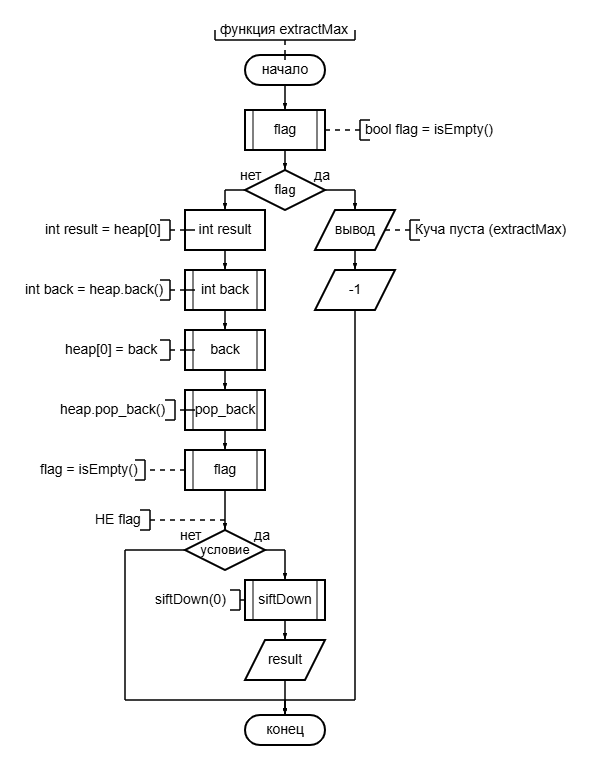 функция extractMax
начало
flag
bool flag = isEmpty()
нет
да
flag
int result = heap[0]
int result
вывод
Куча пуста (extractMax)
int back = heap.back()
int back
-1
heap[0] = back
back
heap.pop_back()
pop_back
flag = isEmpty()
flag
НЕ flag
нет
да
условие
siftDown(0)
siftDown
result
конец